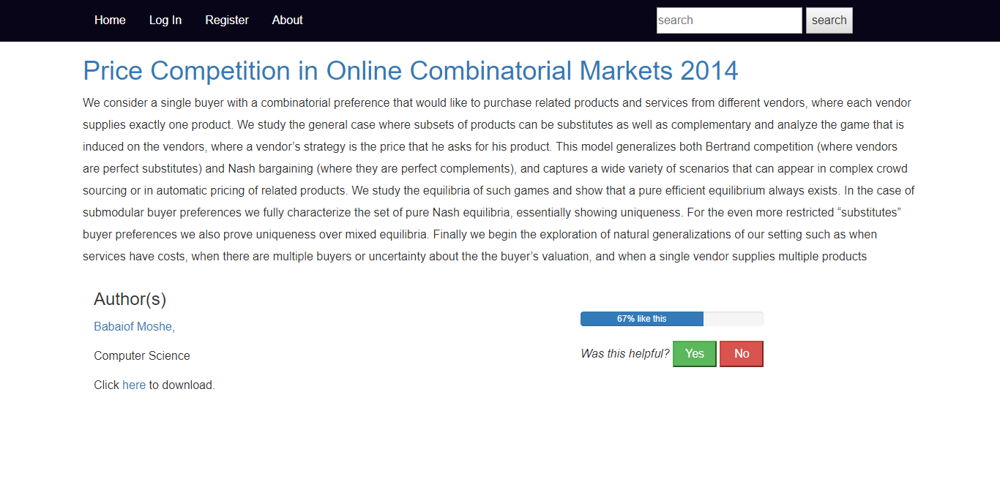 Home Log In Register About search search
Price Competition in Online Combinatorial Markets 2014
We consider a single buyer with a combinatorial preference that would like to purchase related products and services from different vendors, where each vendor
supplies exactly one product. We study the general case where subsets of products can be substitutes as well as complementary and analyze the game that is
induced on the vendors, where a vendor’s strategy is the price that he asks for his product. This model generalizes both Bertrand competition (where vendors
are perfect substitutes) and Nash bargaining (where they are perfect complements), and captures a wide variety of scenarios that can appear in complex crowd
sourcing or in automatic pricing of related products. We study the equilibria of such games and show that a pure efficient equilibrium always exists. In the case of
submodular buyer preferences we fully characterize the set of pure Nash equilibria, essentially showing uniqueness. For the even more restricted “substitutes”
buyer preferences we also prove uniqueness over mixed equilibria. Finally we begin the exploration of natural generalizations of our setting such as when
services have costs, when there are multiple buyers or uncertainty about the the buyer’s valuation, and when a single vendor supplies multiple products
Author(s)
Babaiof Moshe,
Computer Science
Click here to download.
67% like this
Was this helpful? Yes No